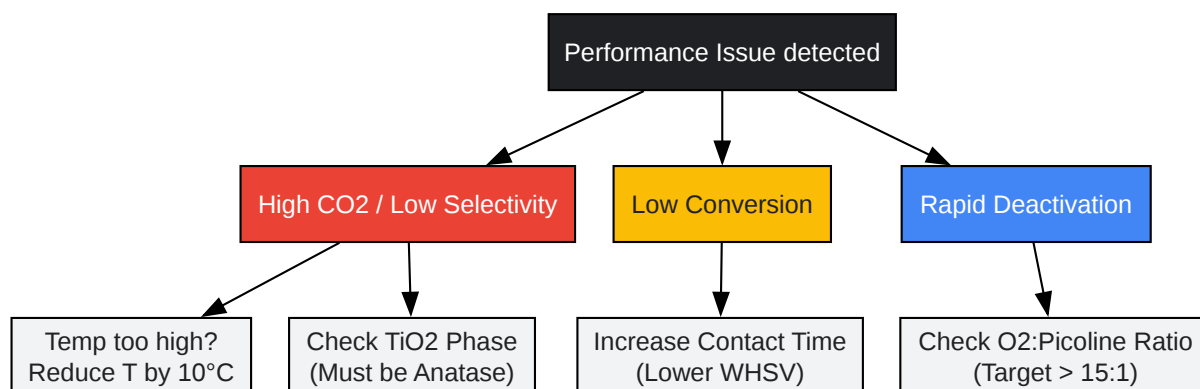 Performance Issue detected
High CO2 / Low Selectivity
Low Conversion
Rapid Deactivation
Temp too high?
Reduce T by 10°C
Check TiO2 Phase
(Must be Anatase)
Increase Contact Time
(Lower WHSV)
Check O2:Picoline Ratio
(Target > 15:1)